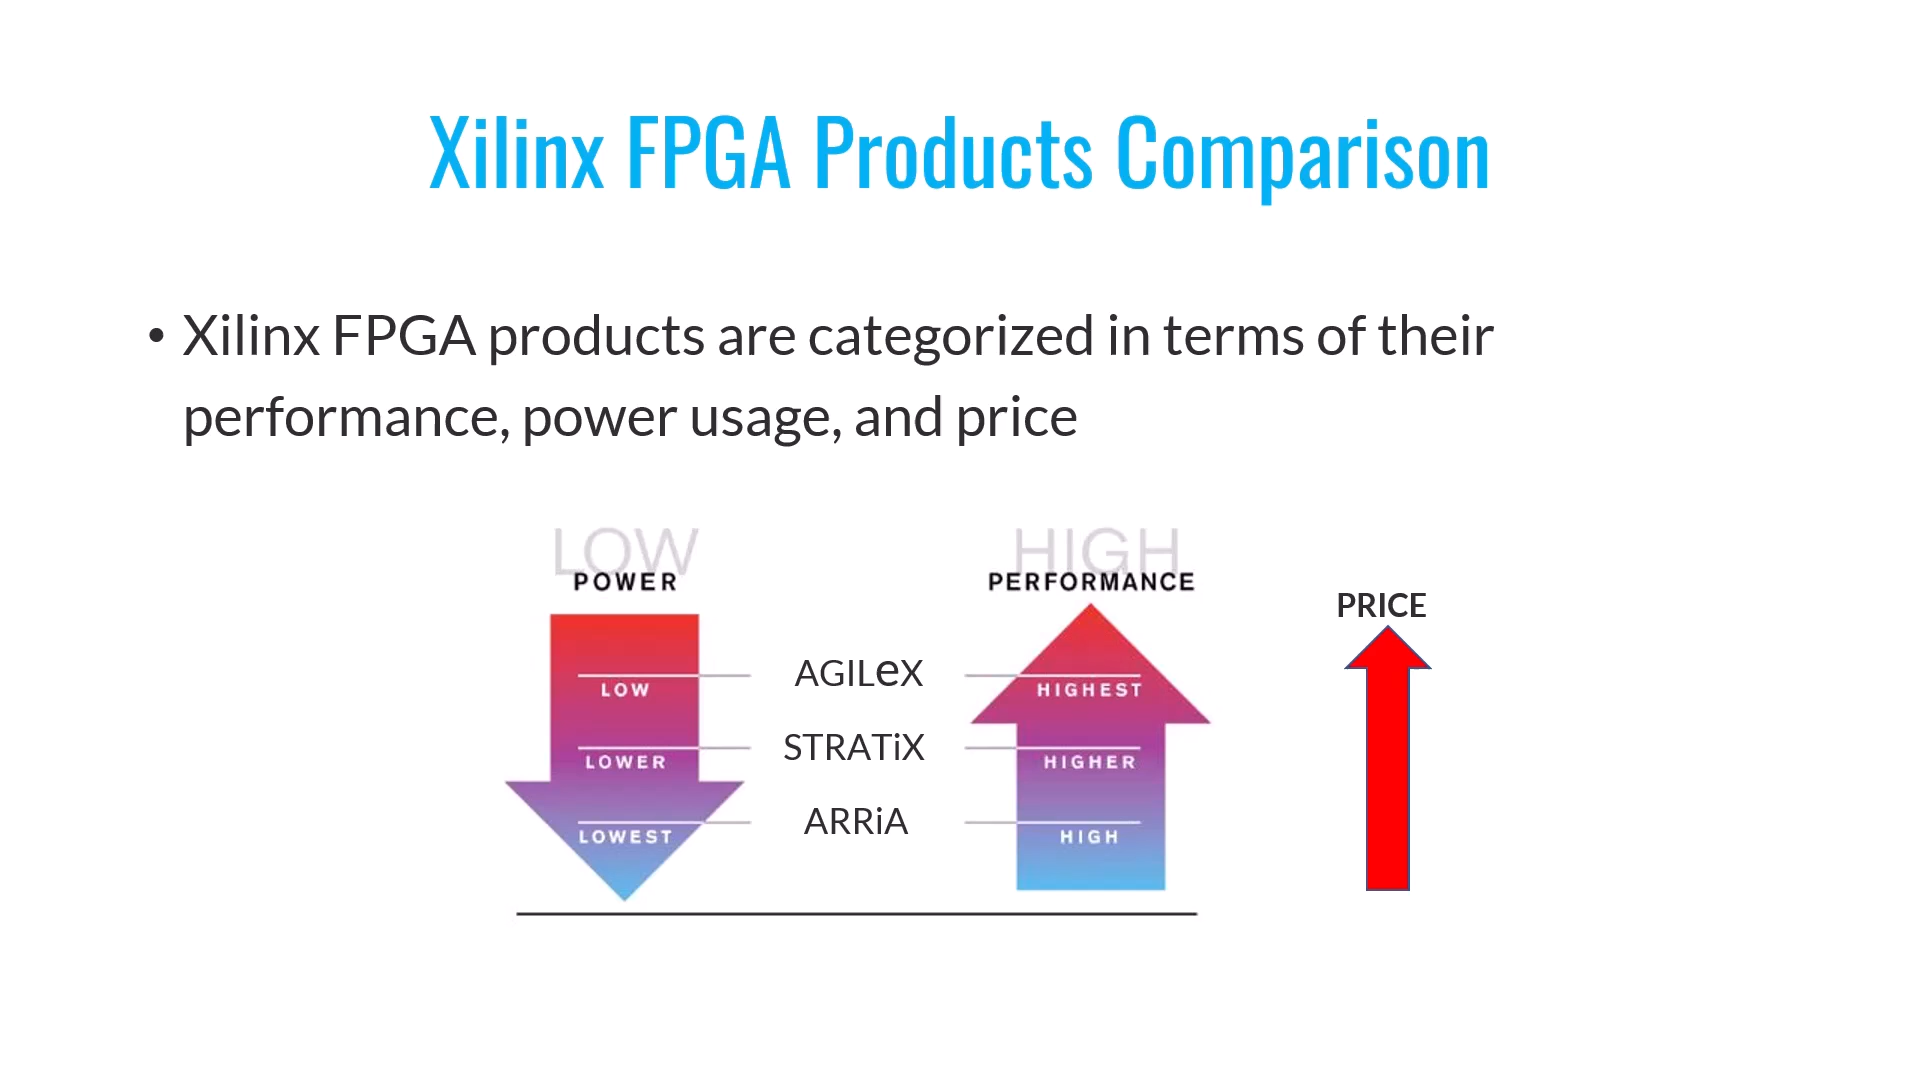 Xilinx FPGA Products Comparison
• Xilinx FPGA products are categorized in terms of their
performance, power usage, and price
LOW
POWER
HIGH
PERFORMANCE
PRICE
LOW
AGILeX
HIGHEST
LOWER
STRATiX
HIGHER
LOWEST
ARRiA
HIGH